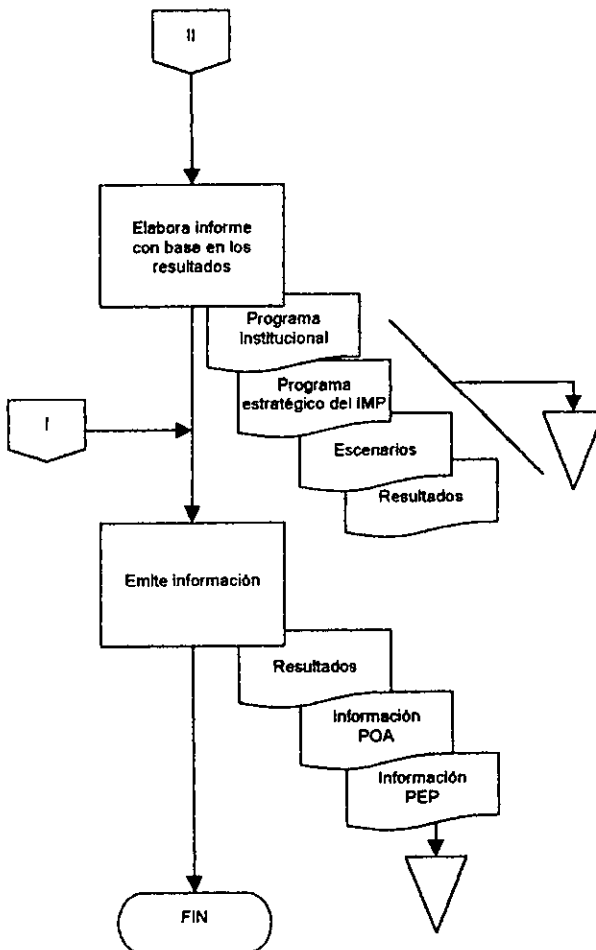 II
Elabora informe
con base en los
resultados
Programa
Institucional
Programa
estratégico del IMP
I
Escenarios
Resultados
Emite información
Resultados
Información
POA
Información
PEP
FIN